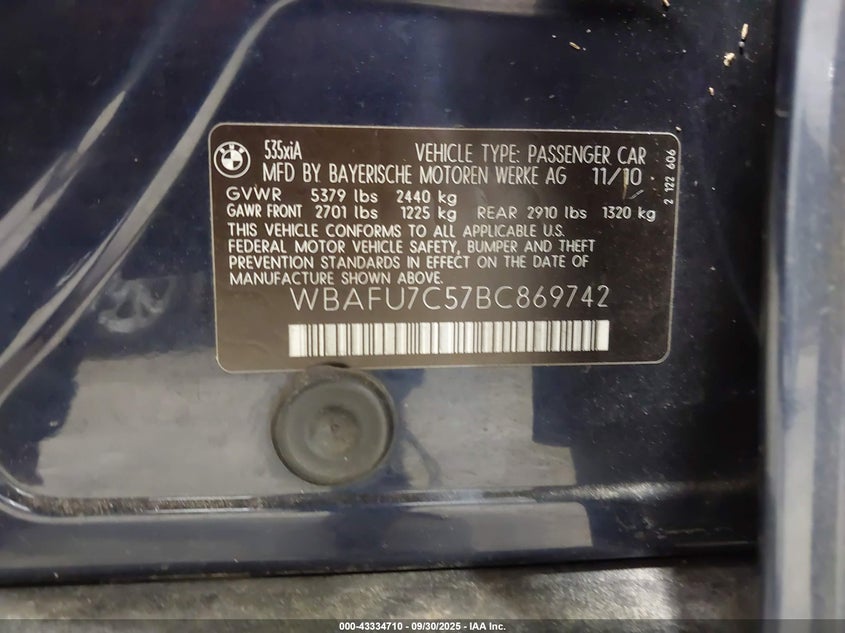 535xiA
VEHICLE TYPE: PASSENGER CAR
MFD BY BAYERISCHE MOTOREN WERKE AG 11/10
GVWR 5379 lbs 2440 kg
GAWR FRONT 2701 lbs 1225 kg REAR 2910 lbs 1320 kg
THIS VEHICLE CONFORMS TO ALL APPLICABLE U.S.
FEDERAL MOTOR VEHICLE SAFETY, BUMPER AND THEFT
PREVENTION STANDARDS IN EFFECT ON THE DATE OF
MANUFACTURE SHOWN ABOVE.
WBAFU7C57BC869742
2 122 606
000-43334710 - 09/30/2025 - IAA Inc.